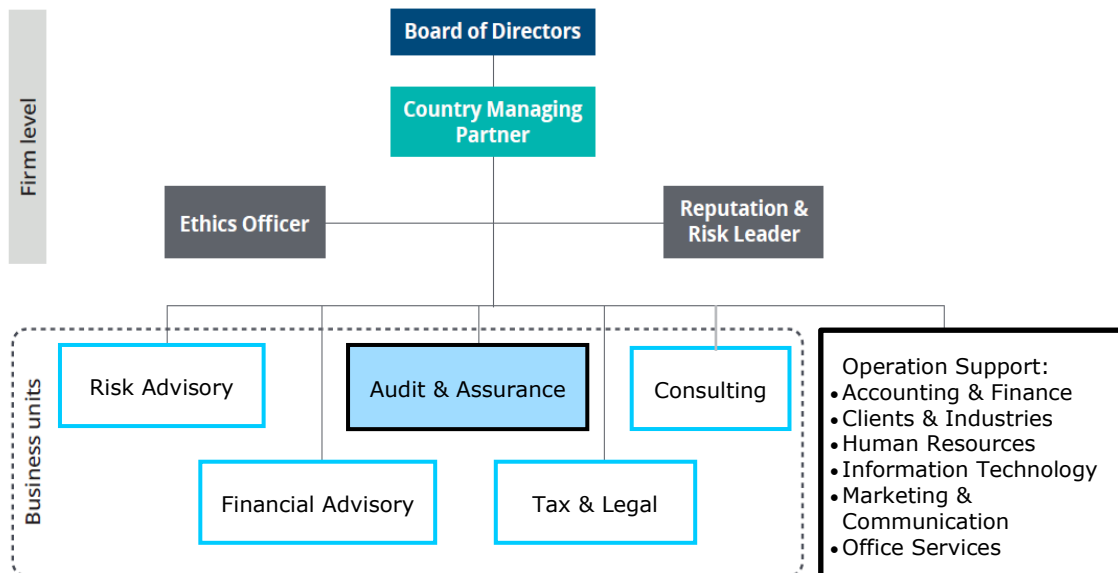 Board of Directors
Firm level
Country Managing
Partner
Ethics Officer
Reputation &
Risk Leader
Business units
Risk Advisory
Audit & Assurance
Consulting
Financial Advisory
Tax & Legal
Operation Support:
• Accounting & Finance
• Clients & Industries
• Human Resources
• Information Technology
• Marketing &
Communication
• Office Services